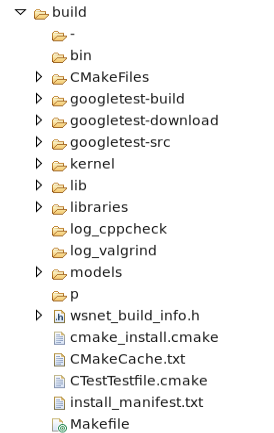 build
-
bin
CMakeFiles
googletest-build
googletest-download
googletest-src
kernel
lib
libraries
log_cppcheck
log_valgrind
models
p
wsnet_build_info.h
cmake_install.cmake
CMakeCache.txt
CTestTestfile.cmake
install_manifest.txt
Makefile